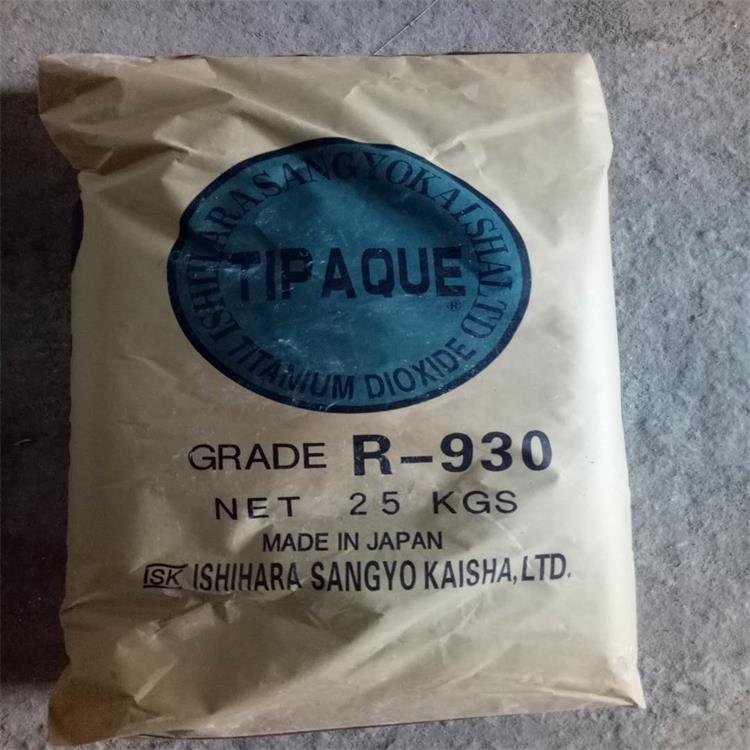 ISHIHARA SANGYO KAISHA LTD
TIPAQUE
®
TITANIUM DIOXIDE
GRADE R-930
NET 25 KGS
MADE IN JAPAN
ISK ISHIHARA SANGYO KAISHA, LTD.